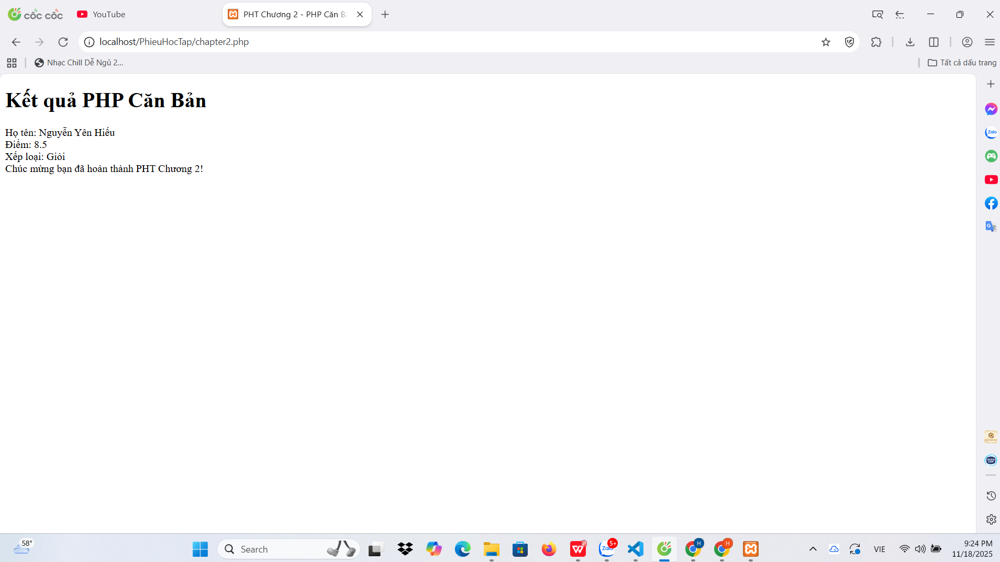 cốc cốc
YouTube
PHT Chương 2 - PHP Căn B
localhost/PhieuHocTap/chapter2.php
Nhạc Chill Dễ Ngủ 2...
Tất cả dấu trang
Kết quả PHP Căn Bản
Họ tên: Nguyễn Yên Hiếu
Điểm: 8.5
Xếp loại: Giỏi
Chúc mừng bạn đã hoàn thành PHT Chương 2!
Zalo
58°
Search
Zalo
5+
H
H
VIE
9:24 PM
11/18/2025